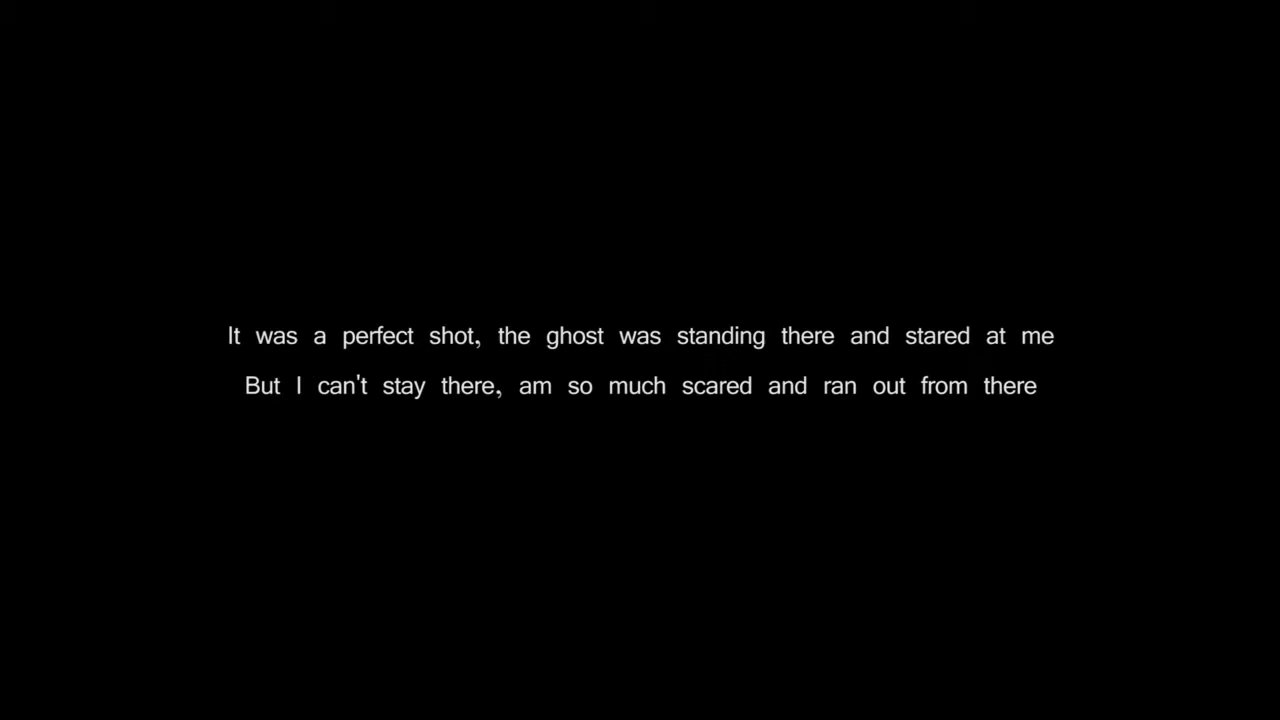 It was a perfect shot, the ghost was standing there and stared at me
But I can't stay there, am so much scared and ran out from there